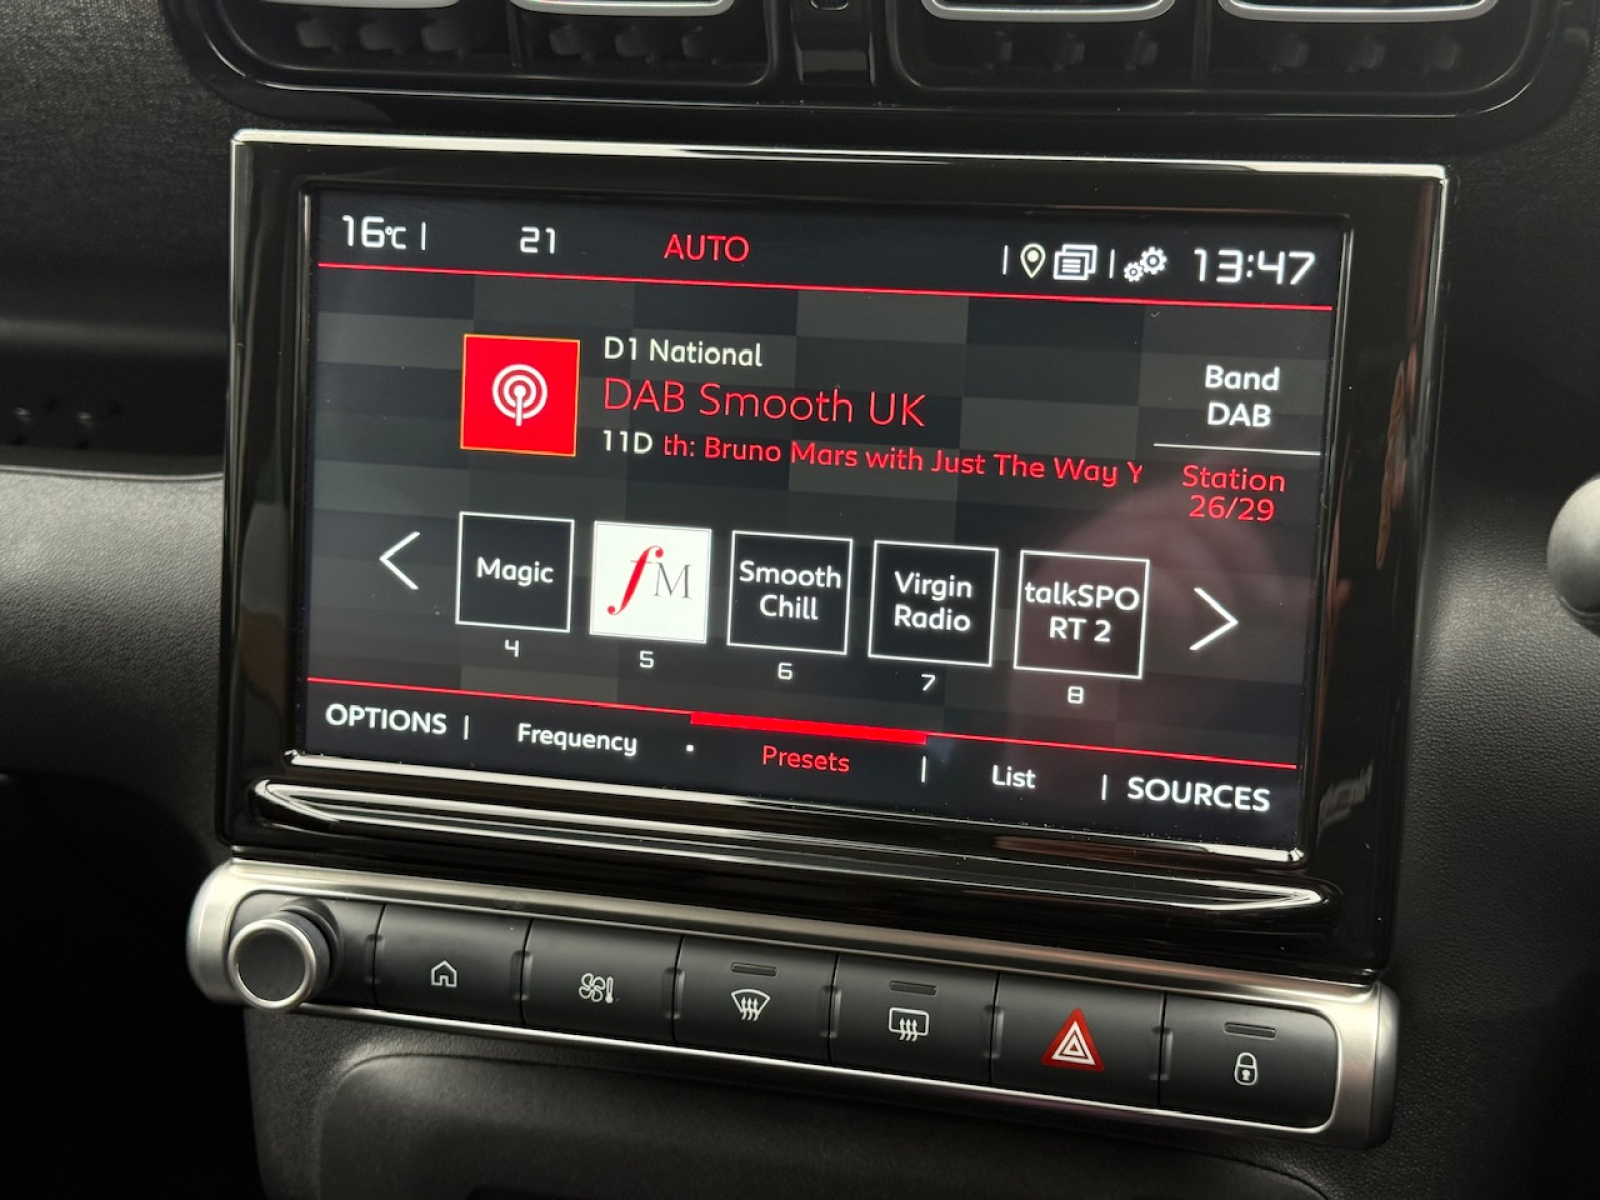 16°C | 21 AUTO | | 13:47
D1 National
DAB Smooth UK
11D th: Bruno Mars with Just The Way Y
Band
DAB
Station
26/29
Magic
4
fM
5
Smooth
Chill
6
Virgin
Radio
7
talkSPO
RT 2
8
OPTIONS | Frequency · Presets | List | SOURCES